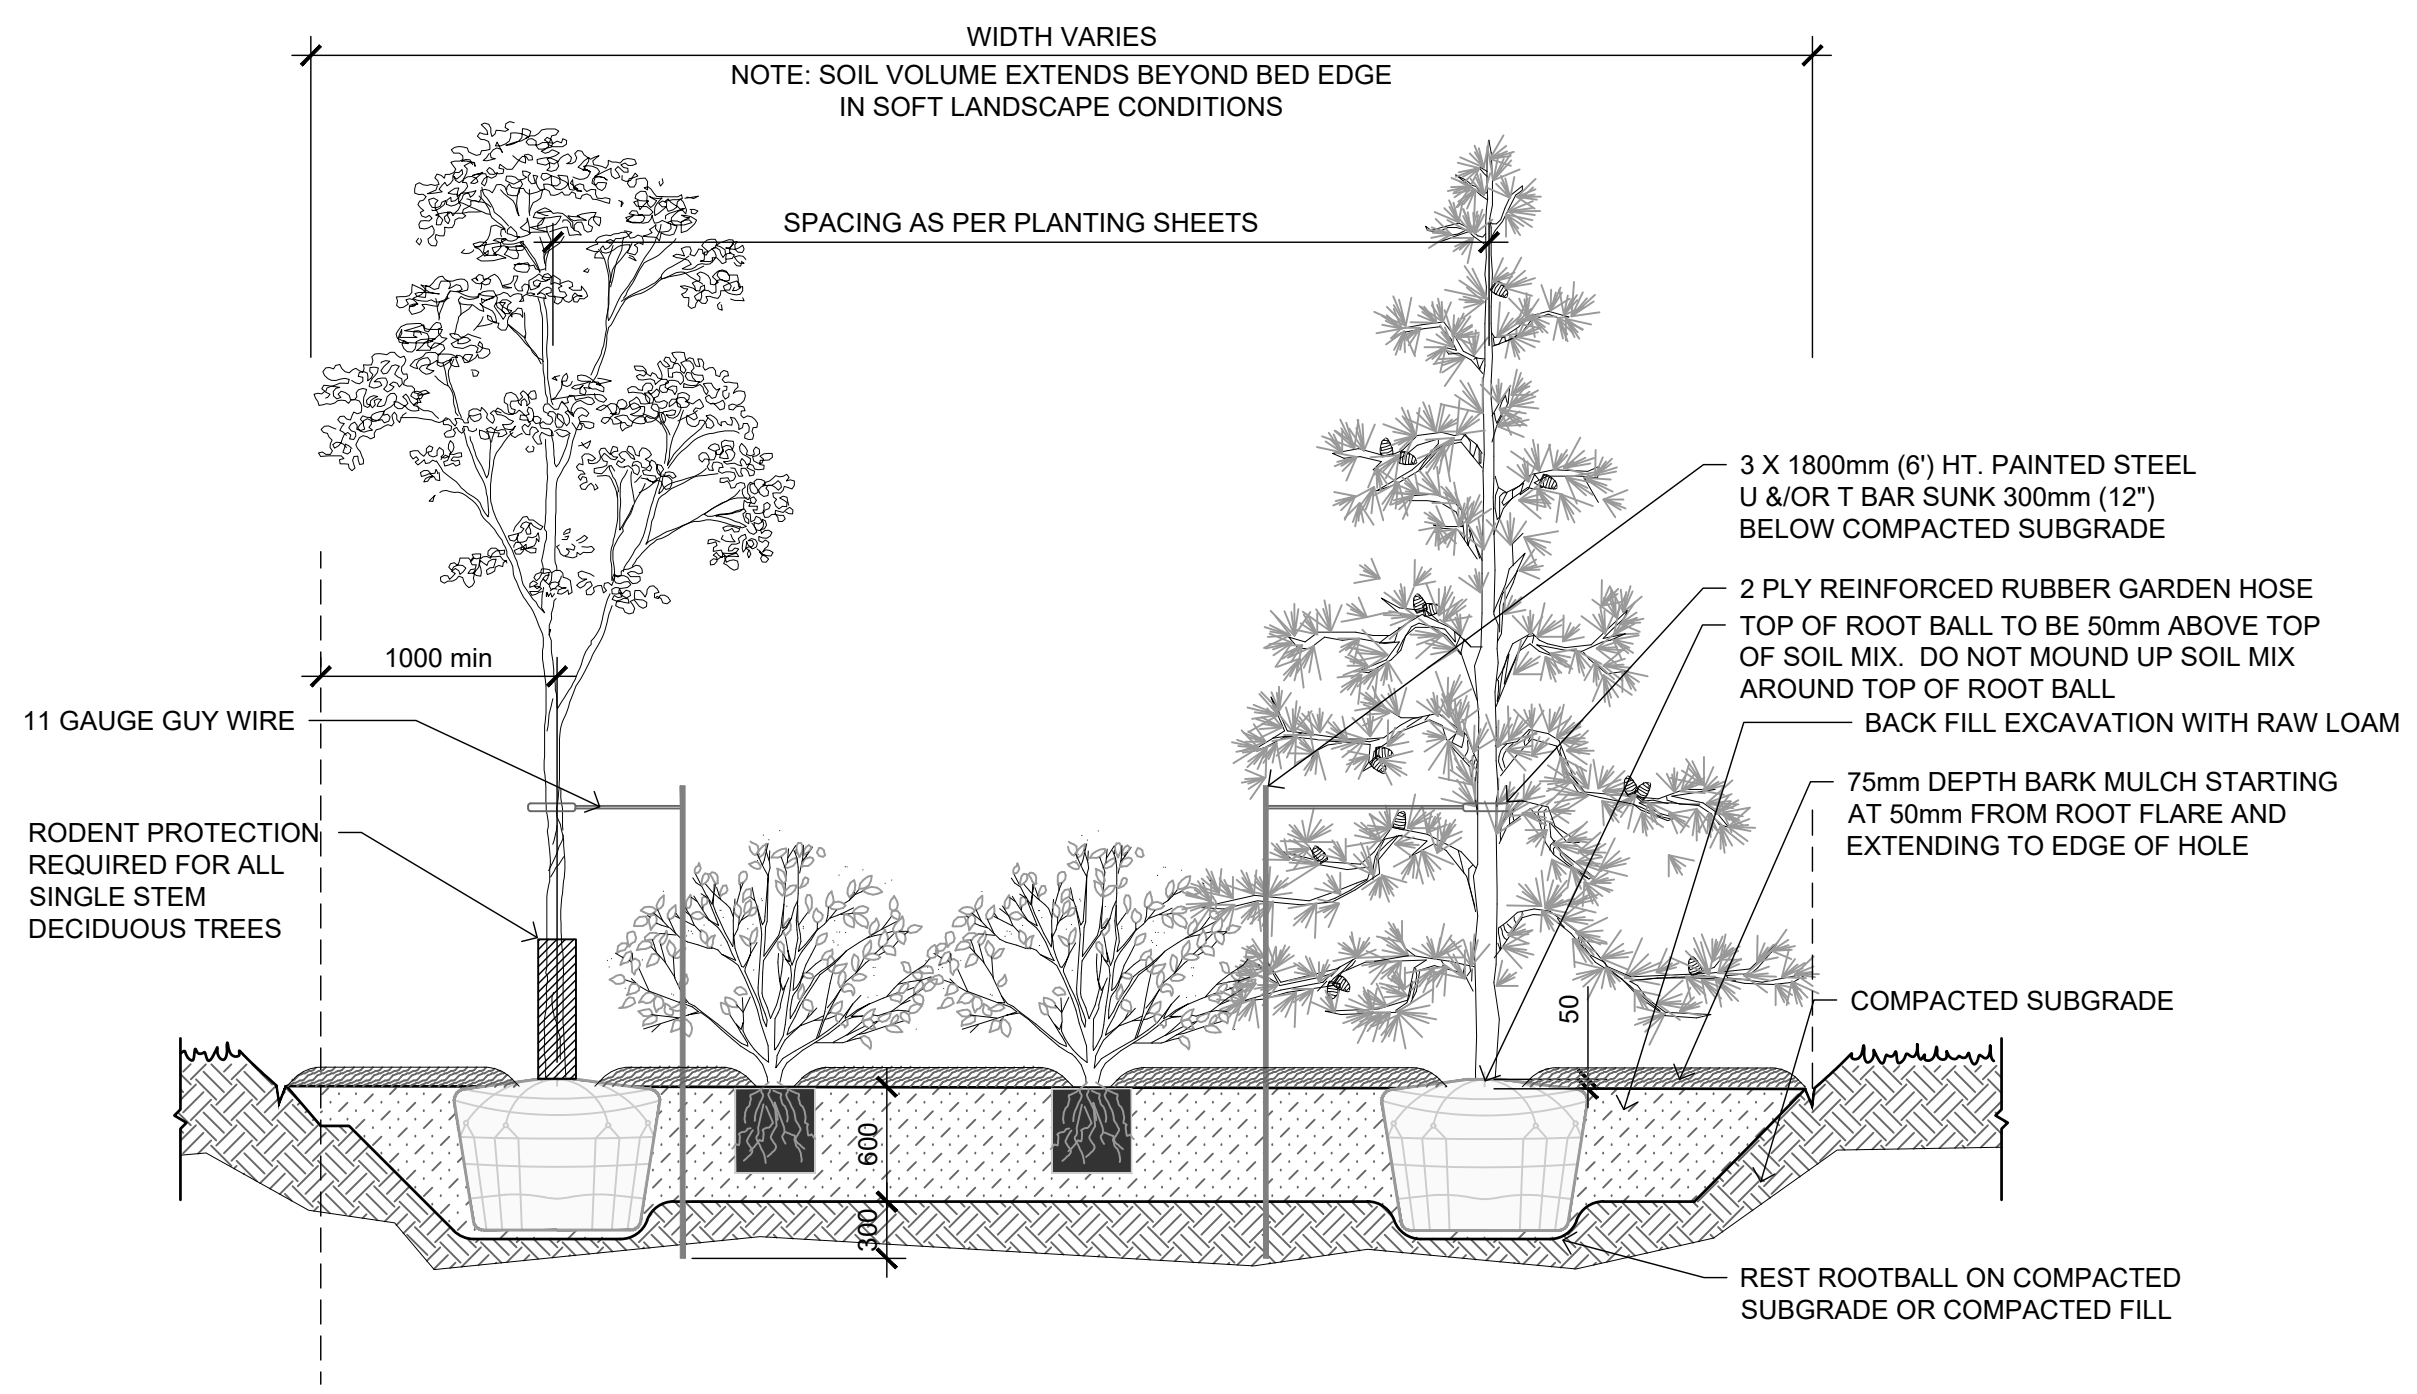 WIDTH VARIES
NOTE: SOIL VOLUME EXTENDS BEYOND BED EDGE
IN SOFT LANDSCAPE CONDITIONS
SPACING AS PER PLANTING SHEETS
3 X 1800mm (6') HT. PAINTED STEEL
U &/OR T BAR SUNK 300mm (12")
BELOW COMPACTED SUBGRADE
2 PLY REINFORCED RUBBER GARDEN HOSE
TOP OF ROOT BALL TO BE 50mm ABOVE TOP
OF SOIL MIX.  DO NOT MOUND UP SOIL MIX
AROUND TOP OF ROOT BALL
1000 min
11 GAUGE GUY WIRE
BACK FILL EXCAVATION WITH RAW LOAM
75mm DEPTH BARK MULCH STARTING
AT 50mm FROM ROOT FLARE AND
EXTENDING TO EDGE OF HOLE
RODENT PROTECTION
REQUIRED FOR ALL
SINGLE STEM
DECIDUOUS TREES
50
COMPACTED SUBGRADE
600
300
REST ROOTBALL ON COMPACTED
SUBGRADE OR COMPACTED FILL